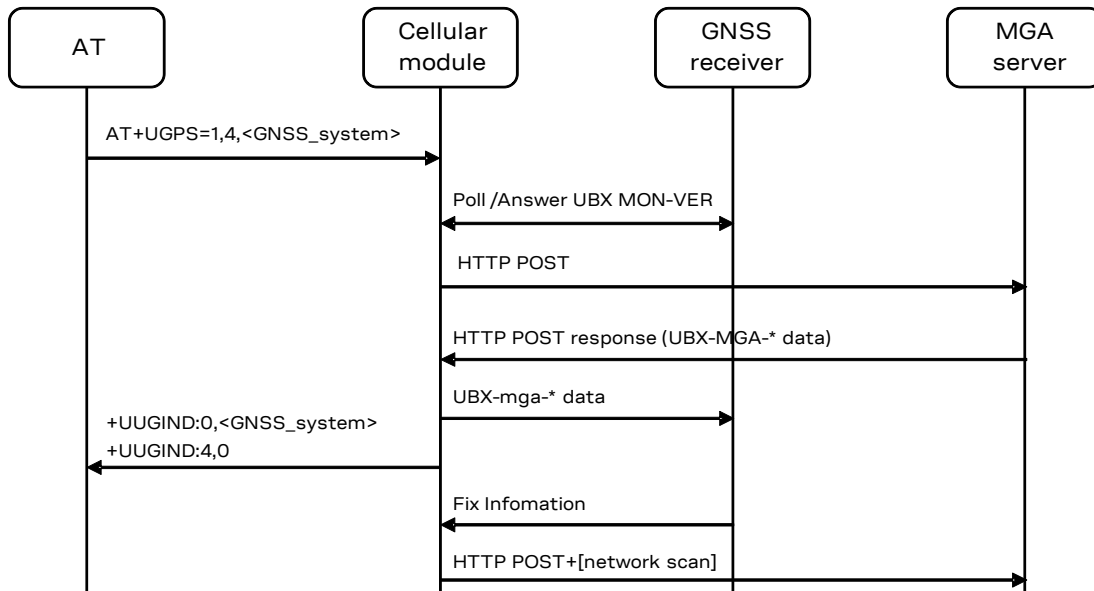 AT
Cellular
module
GNSS
receiver
MGA
server
AT+UGPS=1,4,<GNSS_system>
Poll /Answer UBX MON-VER
HTTP POST
HTTP POST response (UBX-MGA-* data)
UBX-mga-* data
+UUGIND:0,<GNSS_system>
+UUGIND:4,0
Fix Infomation
HTTP POST+[network scan]